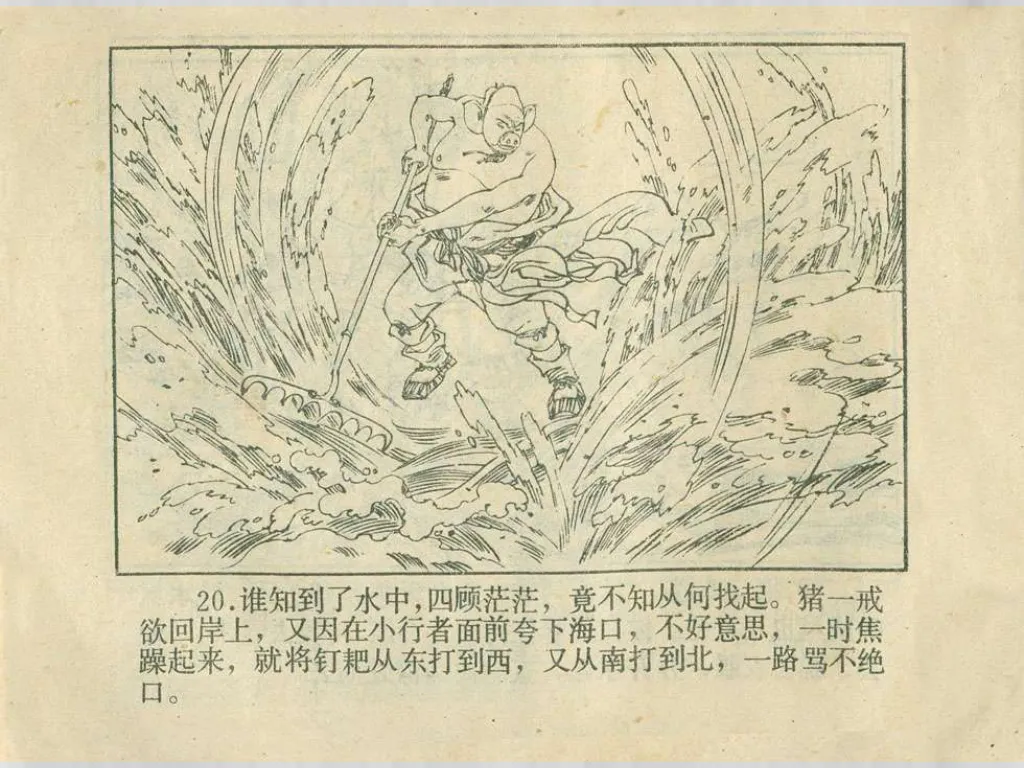 20.谁知到了水中，四顾茫茫，竟不知从何找起。猪一戒
欲回岸上，又因在小行者面前夸下海口，不好意思，一时焦
躁起来，就将钉耙从东打到西，又从南打到北，一路骂不绝
口。